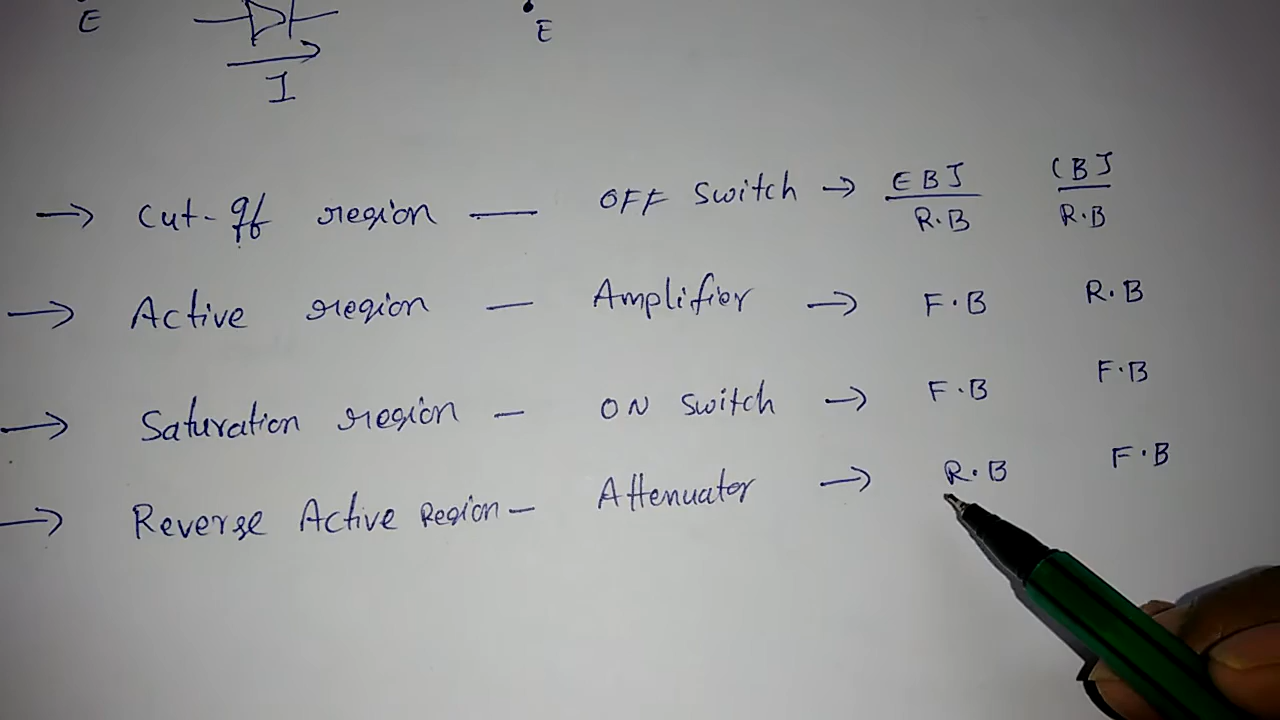 E
E
I
→ Cut-off region — OFF Switch → EBJ CBJ
R.B R.B
→ Active region — Amplifier → F.B R.B
→ Saturation region — ON Switch → F.B F.B
→ Reverse Active Region — Attenuator → R.B F.B